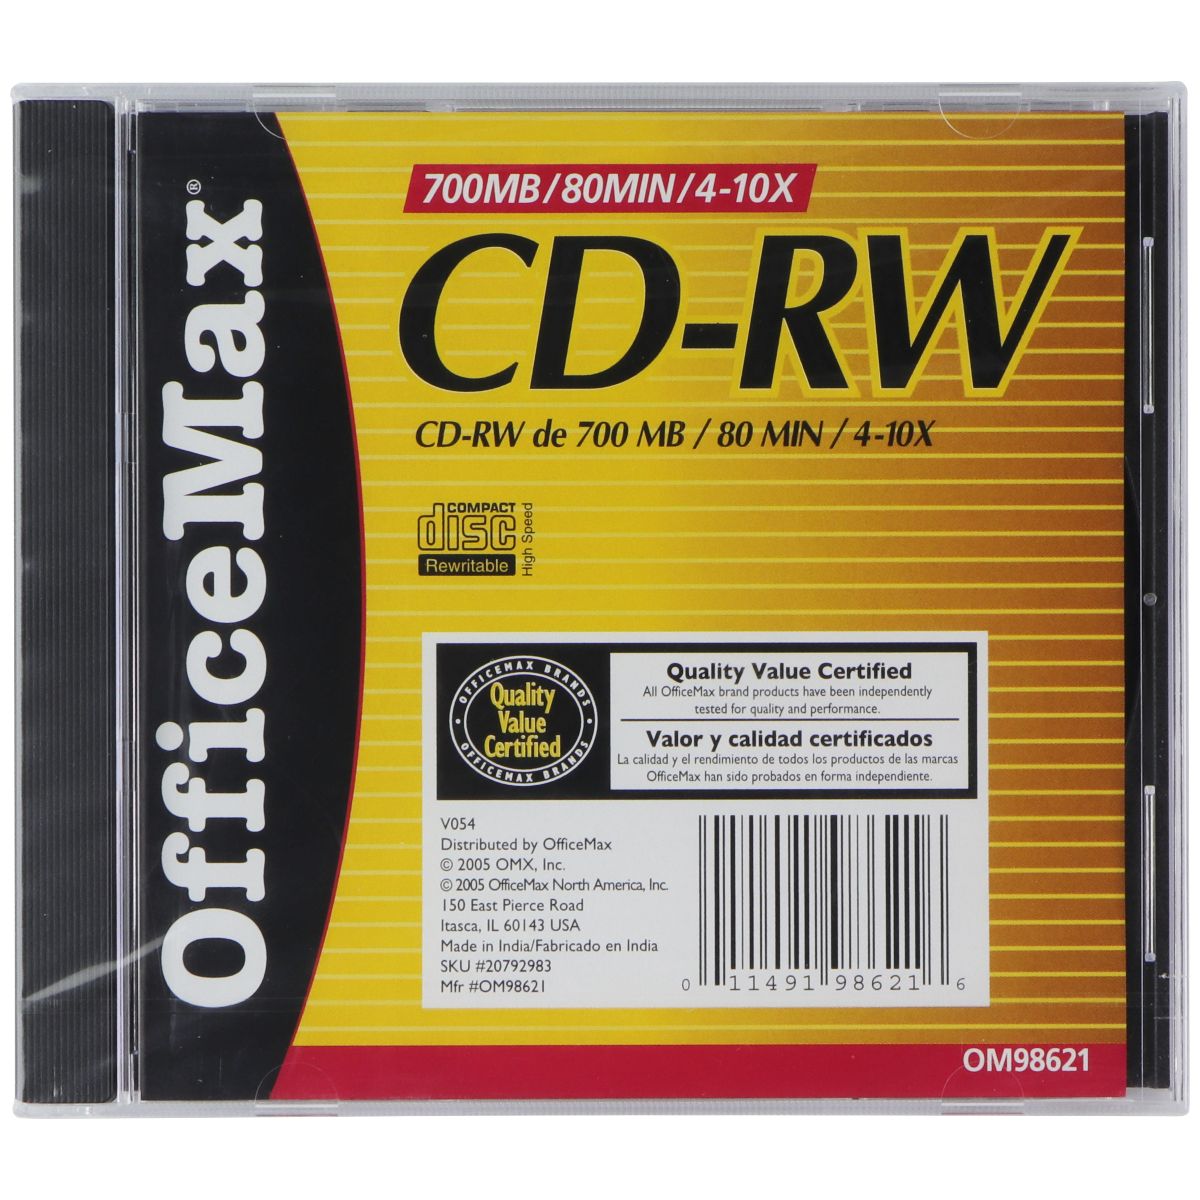 OfficeMax®
700MB/80MIN/4-10X
CD-RW
CD-RW de 700 MB / 80 MIN / 4-10X
COMPACT
disc
Rewritable
High Speed
OFFICEMAX BRANDS
Quality
Value
Certified
OFFICEMAX BRANDS
Quality Value Certified
All OfficeMax brand products have been independently
tested for quality and performance.
Valor y calidad certificados
La calidad y el rendimiento de todos los productos de las marcas
OfficeMax han sido probados en forma independiente.
V054
Distributed by OfficeMax
© 2005 OMX, Inc.
© 2005 OfficeMax North America, Inc.
150 East Pierce Road
Itasca, IL 60143 USA
Made in India/Fabricado en India
SKU #20792983
Mfr #OM98621
0 11491 98621 6
OM98621